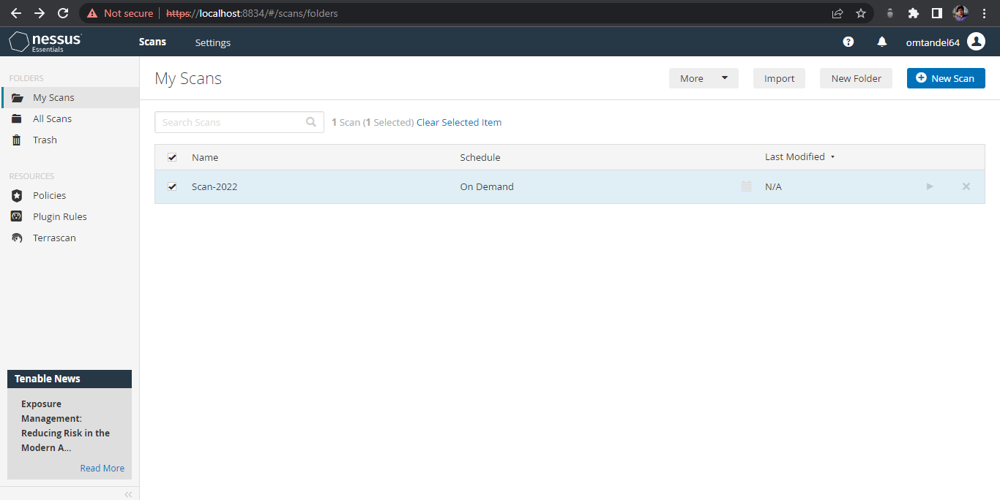 Not secure https://localhost:8834/#/scans/folders
nessus
Essentials
Scans Settings omtandel64
FOLDERS
My Scans
All Scans
Trash
RESOURCES
Policies
Plugin Rules
Terrascan
Tenable News
Exposure
Management:
Reducing Risk in the
Modern A...
Read More
My Scans More Import New Folder New Scan
Search Scans 1 Scan (1 Selected) Clear Selected Item
Name Schedule Last Modified
Scan-2022 On Demand N/A